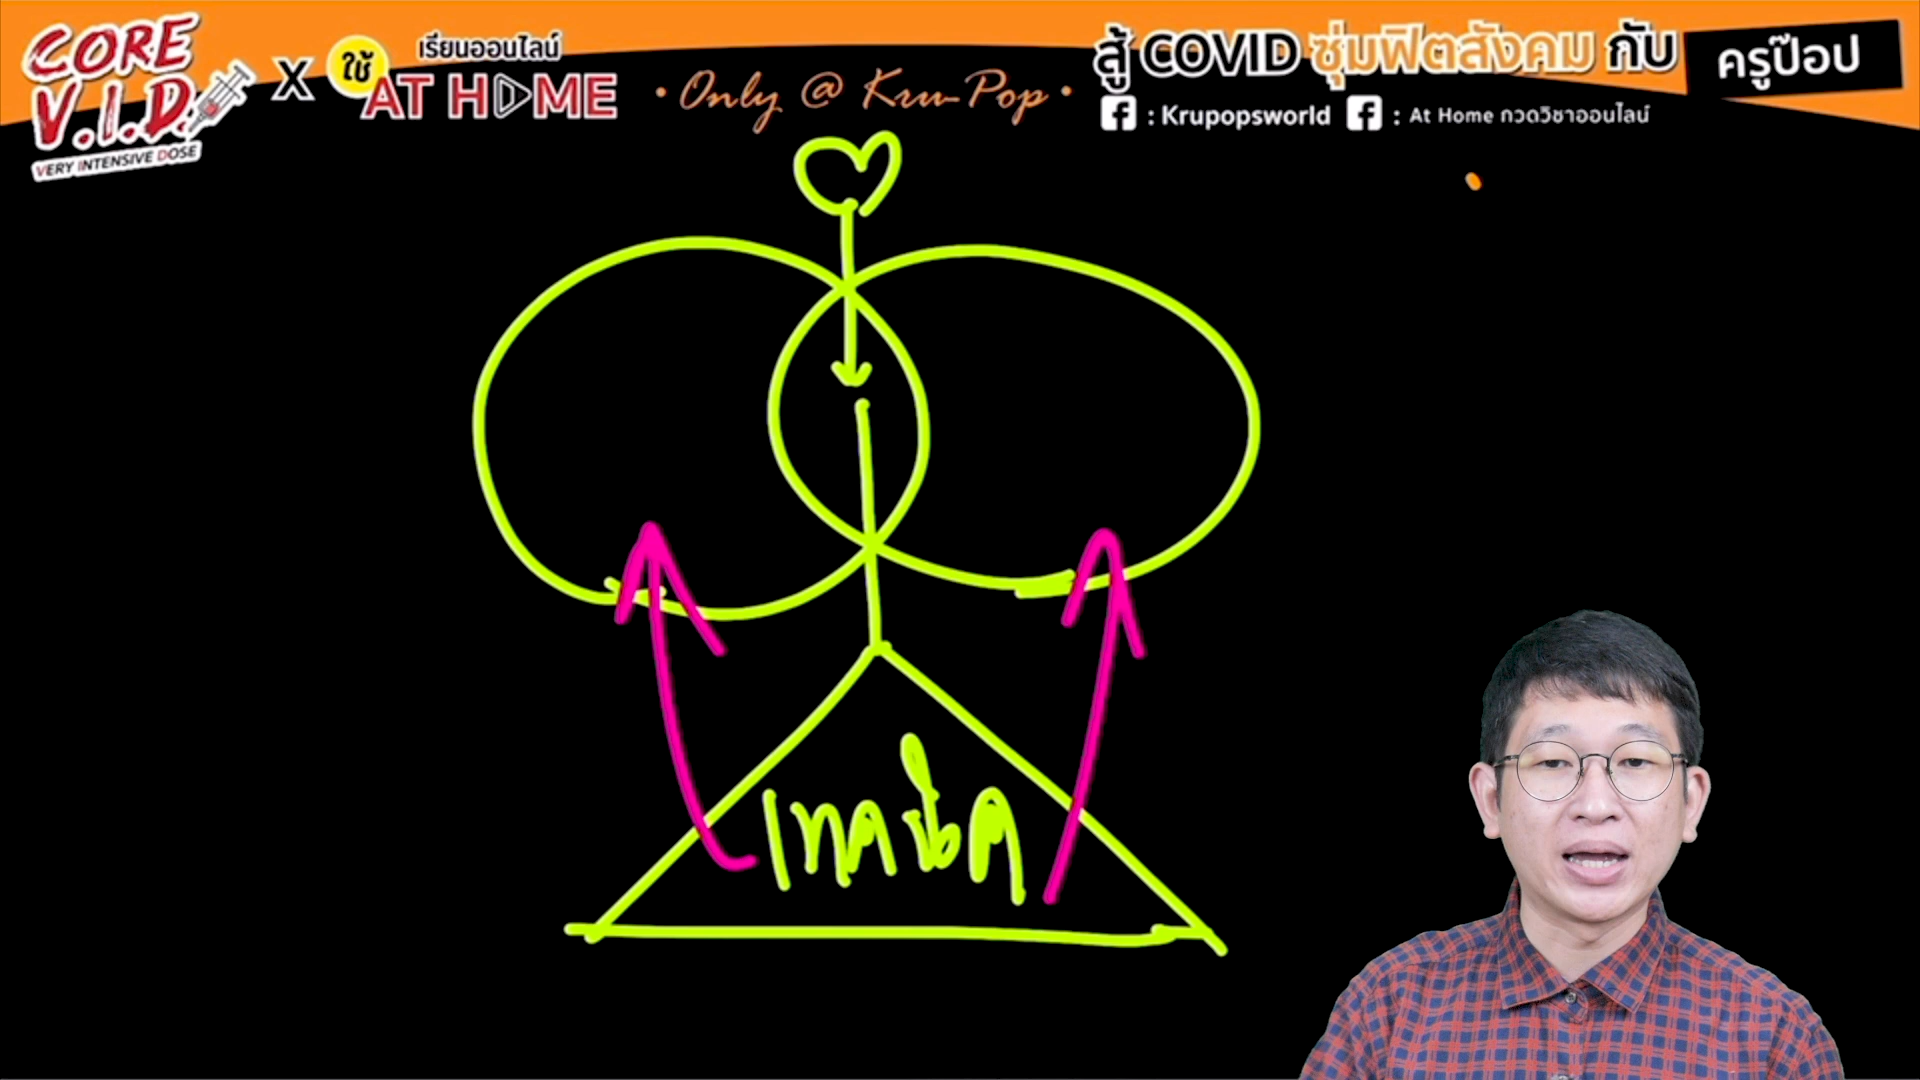 CORE
V.I.D.
VERY INTENSIVE DOSE
X
ใช้
เรียนออนไลน์
AT HOME
• Only @ Kru-Pop •
สู้ COVID ซุ่มฟิตสังคม กับ ครูป๊อป
f : Krupopsworld f : At Home กวดวิชาออนไลน์
เทคนิค